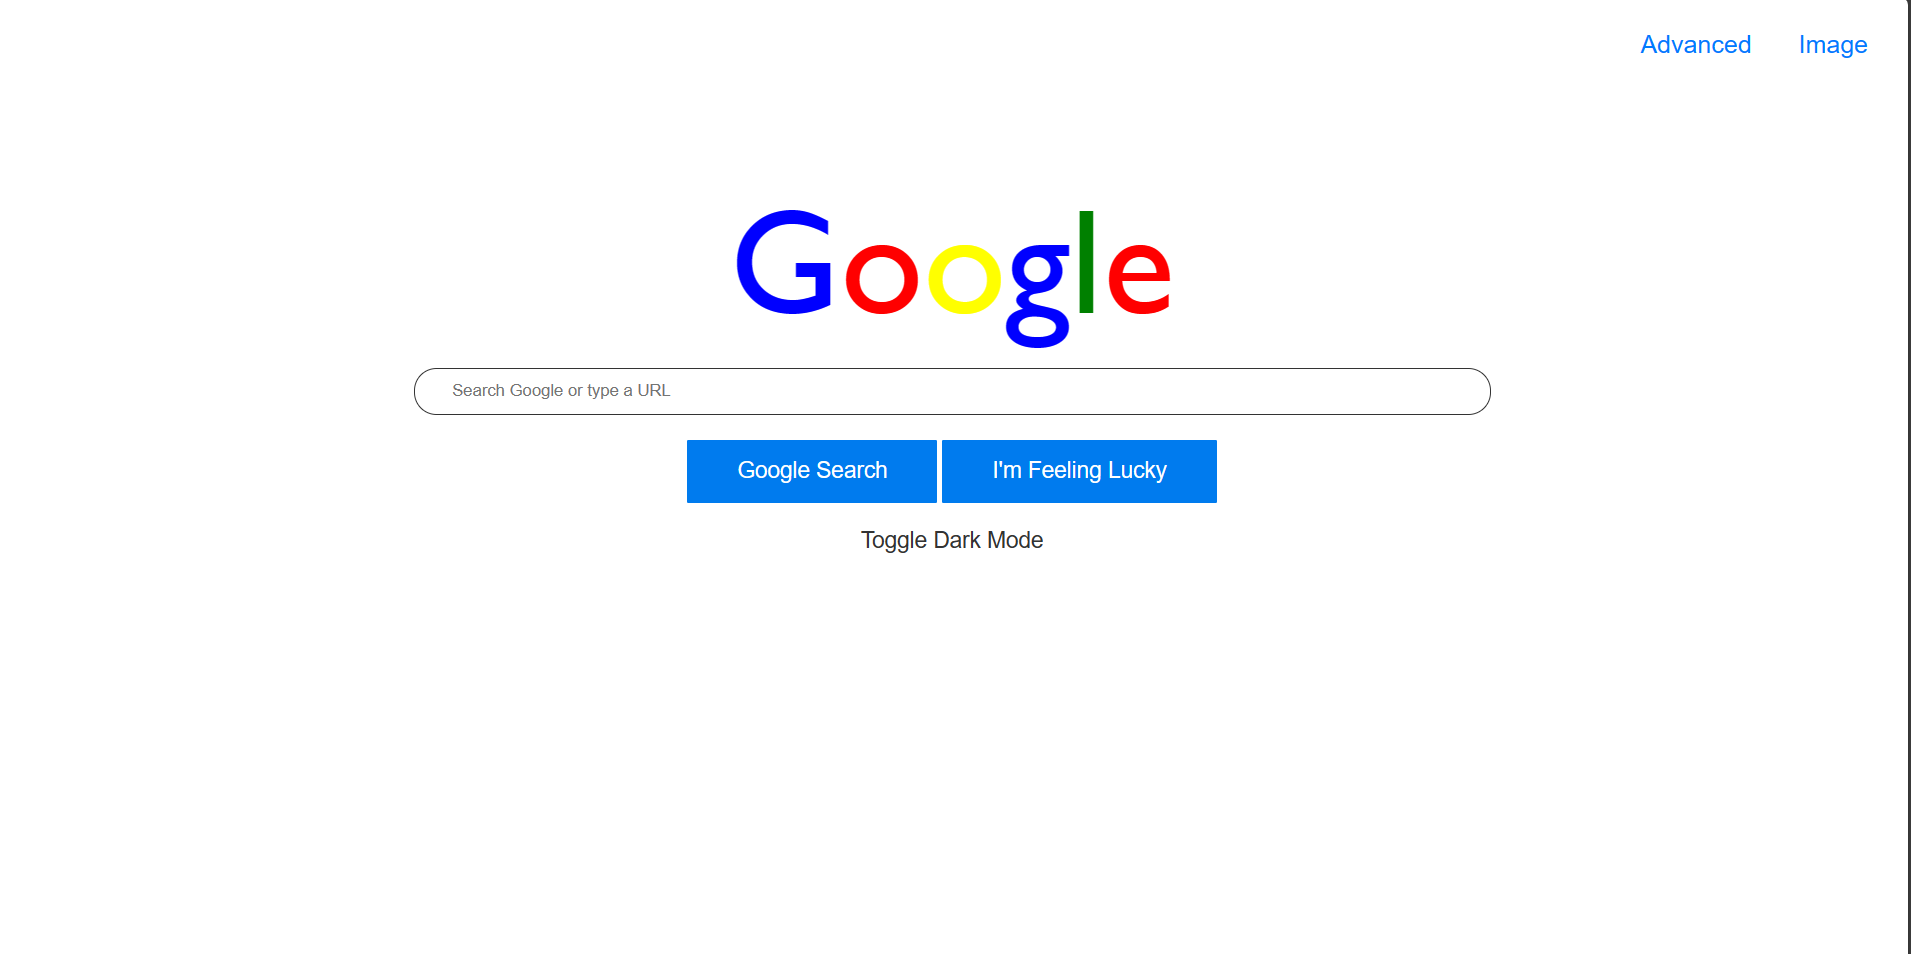 Advanced Image
Google
Search Google or type a URL
Google Search I'm Feeling Lucky
Toggle Dark Mode